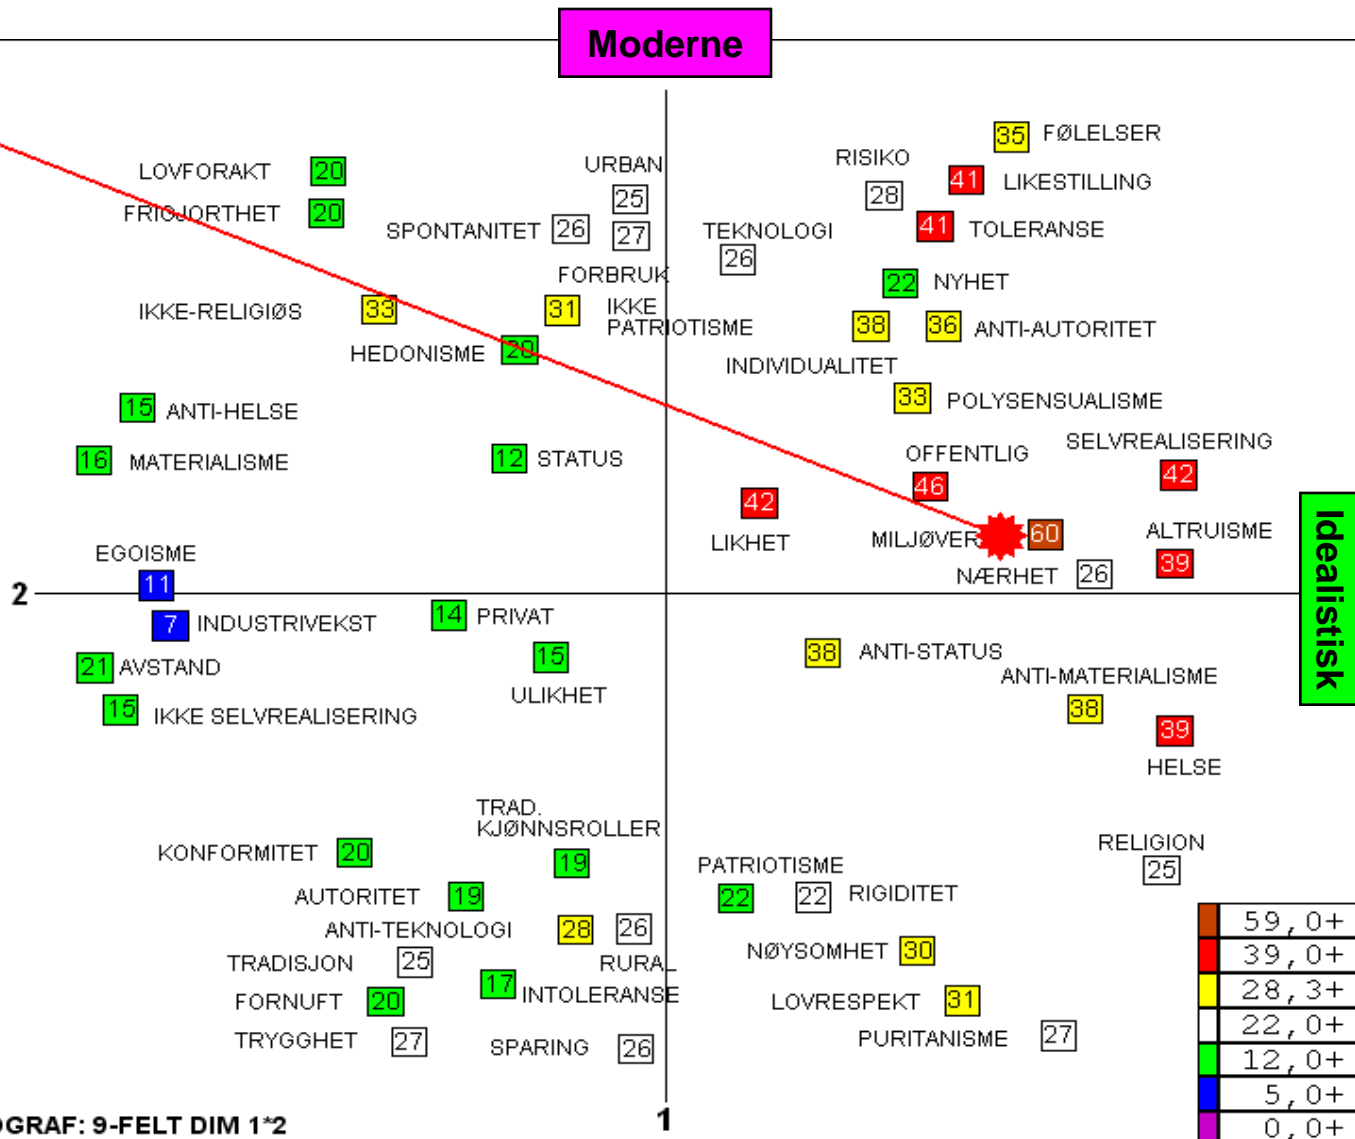 Moderne
35 FØLELSER
RISIKO
28
41 LIKESTILLING
LOVFORAKT 20
URBAN
25
FRIGJORTHET 20
SPONTANITET 26
27
FORBRUK
TEKNOLOGI
26
41 TOLERANSE
22 NYHET
IKKE-RELIGIØS 33
31 IKKE
PATRIOTISME
38
INDIVIDUALITET
36 ANTI-AUTORITET
HEDONISME 20
33 POLYSENSUALISME
15 ANTI-HELSE
16 MATERIALISME
12 STATUS
OFFENTLIG
46
SELVREALISERING
42
42
LIKHET
MILJØVER
60
ALTRUISME
39
NÆRHET 26
Idealistisk
EGOISME
11
2
7 INDUSTRIVEKST
14 PRIVAT
21 AVSTAND
15
ULIKHET
15 IKKE SELVREALISERING
38 ANTI-STATUS
ANTI-MATERIALISME
38
39
HELSE
TRAD.
KJØNNSROLLER
19
KONFORMITET 20
AUTORITET 19
ANTI-TEKNOLOGI 28
26
RURAL
TRADISJON 25
17 INTOLERANSE
FORNUFT 20
TRYGGHET 27
SPARING 26
PATRIOTISME
22
22 RIGIDITET
RELIGION
25
NØYSOMHET 30
LOVRESPEKT 31
PURITANISME 27
59,0+
39,0+
28,3+
22,0+
12,0+
5,0+
0,0+
OGRAF: 9-FELT DIM 1*2
1